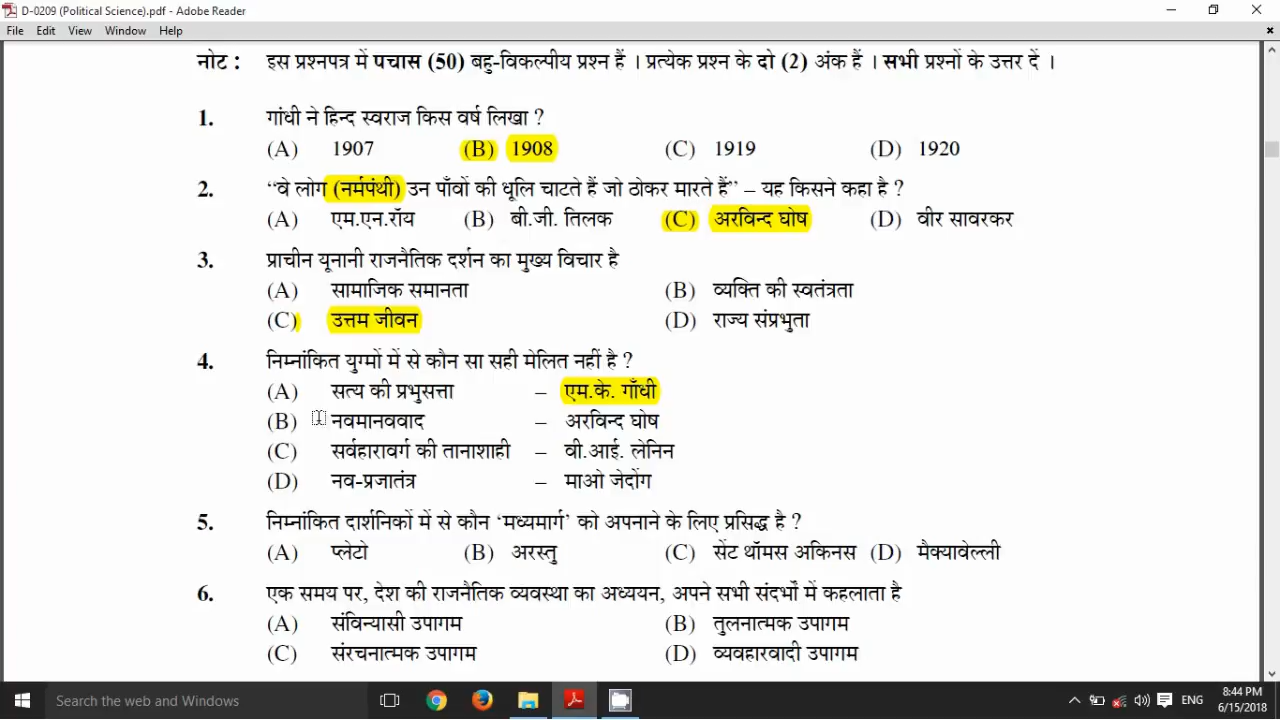 D-0209 (Political Science).pdf - Adobe Reader
File Edit View Window Help
नोट : इस प्रश्नपत्र में पचास (50) बहु-विकल्पीय प्रश्न हैं । प्रत्येक प्रश्न के दो (2) अंक हैं । सभी प्रश्नों के उत्तर दें ।
1. गांधी ने हिन्द स्वराज किस वर्ष लिखा ?
(A) 1907 (B) 1908 (C) 1919 (D) 1920
2. “वे लोग (नर्मपंथी) उन पाँवों की धूलि चाटते हैं जो ठोकर मारते हैं” – यह किसने कहा है ?
(A) एम.एन.रॉय (B) बी.जी. तिलक (C) अरविन्द घोष (D) वीर सावरकर
3. प्राचीन यूनानी राजनैतिक दर्शन का मुख्य विचार है
(A) सामाजिक समानता (B) व्यक्ति की स्वतंत्रता
(C) उत्तम जीवन (D) राज्य संप्रभुता
4. निम्नांकित युग्मों में से कौन सा सही मेलित नहीं है ?
(A) सत्य की प्रभुसत्ता – एम.के. गाँधी
(B) नवमानववाद – अरविन्द घोष
(C) सर्वहारावर्ग की तानाशाही – वी.आई. लेनिन
(D) नव-प्रजातंत्र – माओ जेदोंग
5. निम्नांकित दार्शनिकों में से कौन ‘मध्यमार्ग’ को अपनाने के लिए प्रसिद्ध है ?
(A) प्लेटो (B) अरस्तु (C) सेंट थॉमस अकिनस (D) मैक्यावेल्ली
6. एक समय पर, देश की राजनैतिक व्यवस्था का अध्ययन, अपने सभी संदर्भों में कहलाता है
(A) संविन्यासी उपागम (B) तुलनात्मक उपागम
(C) संरचनात्मक उपागम (D) व्यवहारवादी उपागम
Search the web and Windows
ENG
8:44 PM
6/15/2018